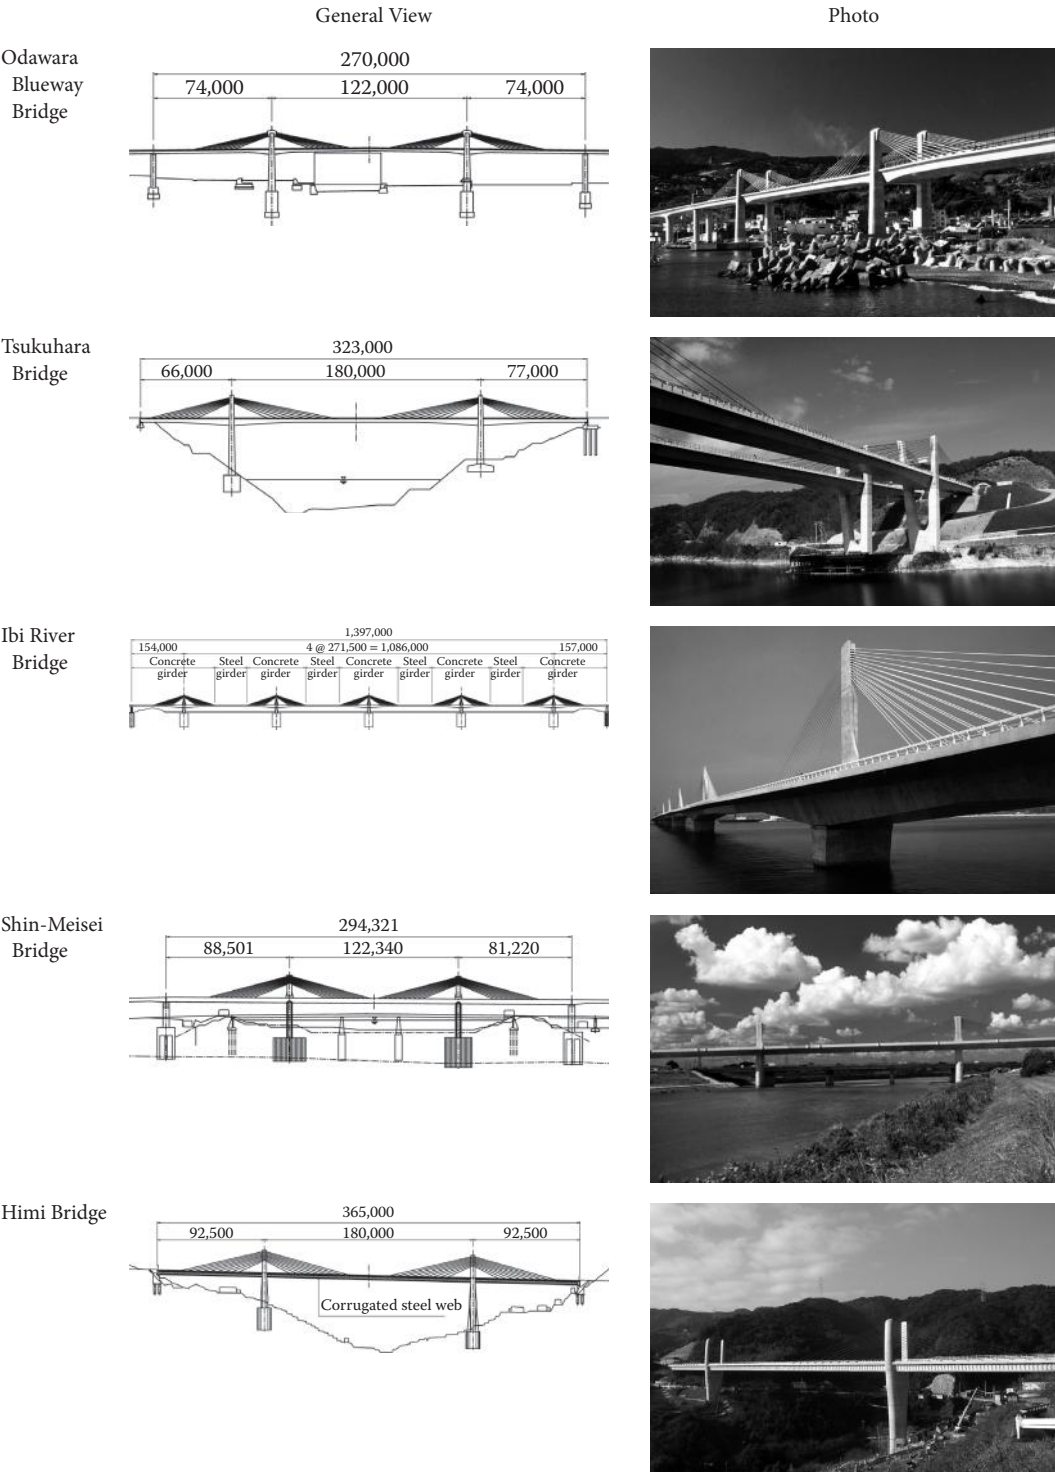 General View
Photo
Odawara
Blueway
Bridge
270,000
74,000 122,000 74,000
Tsukuhara
Bridge
323,000
66,000 180,000 77,000
Ibi River
Bridge
1,397,000
154,000 4 @ 271,500 = 1,086,000 157,000
Concrete Steel Concrete Steel Concrete Steel Concrete Steel Concrete
girder girder girder girder girder girder girder girder girder
Shin-Meisei
Bridge
294,321
88,501 122,340 81,220
Himi Bridge
365,000
92,500 180,000 92,500
Corrugated steel web